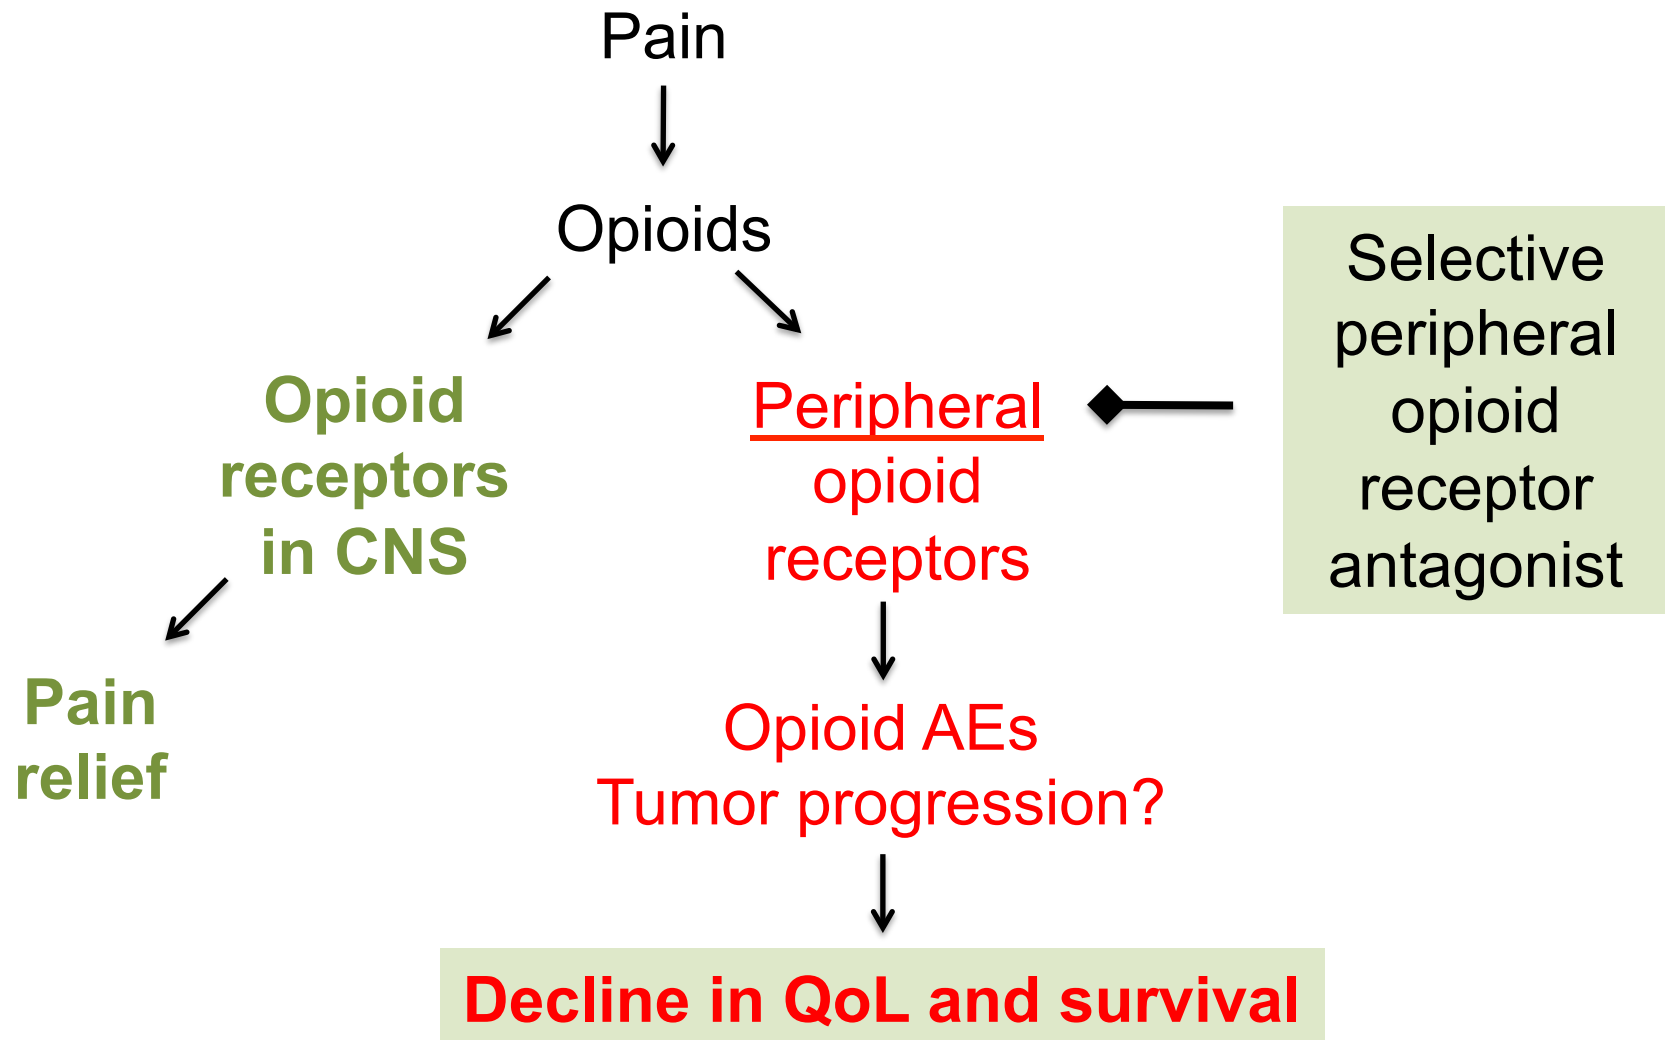 Pain
Opioids
Opioid
receptors
in CNS
Pain
relief
Peripheral
opioid
receptors
Opioid AEs
Tumor progression?
Decline in QoL and survival
Selective
peripheral
opioid
receptor
antagonist